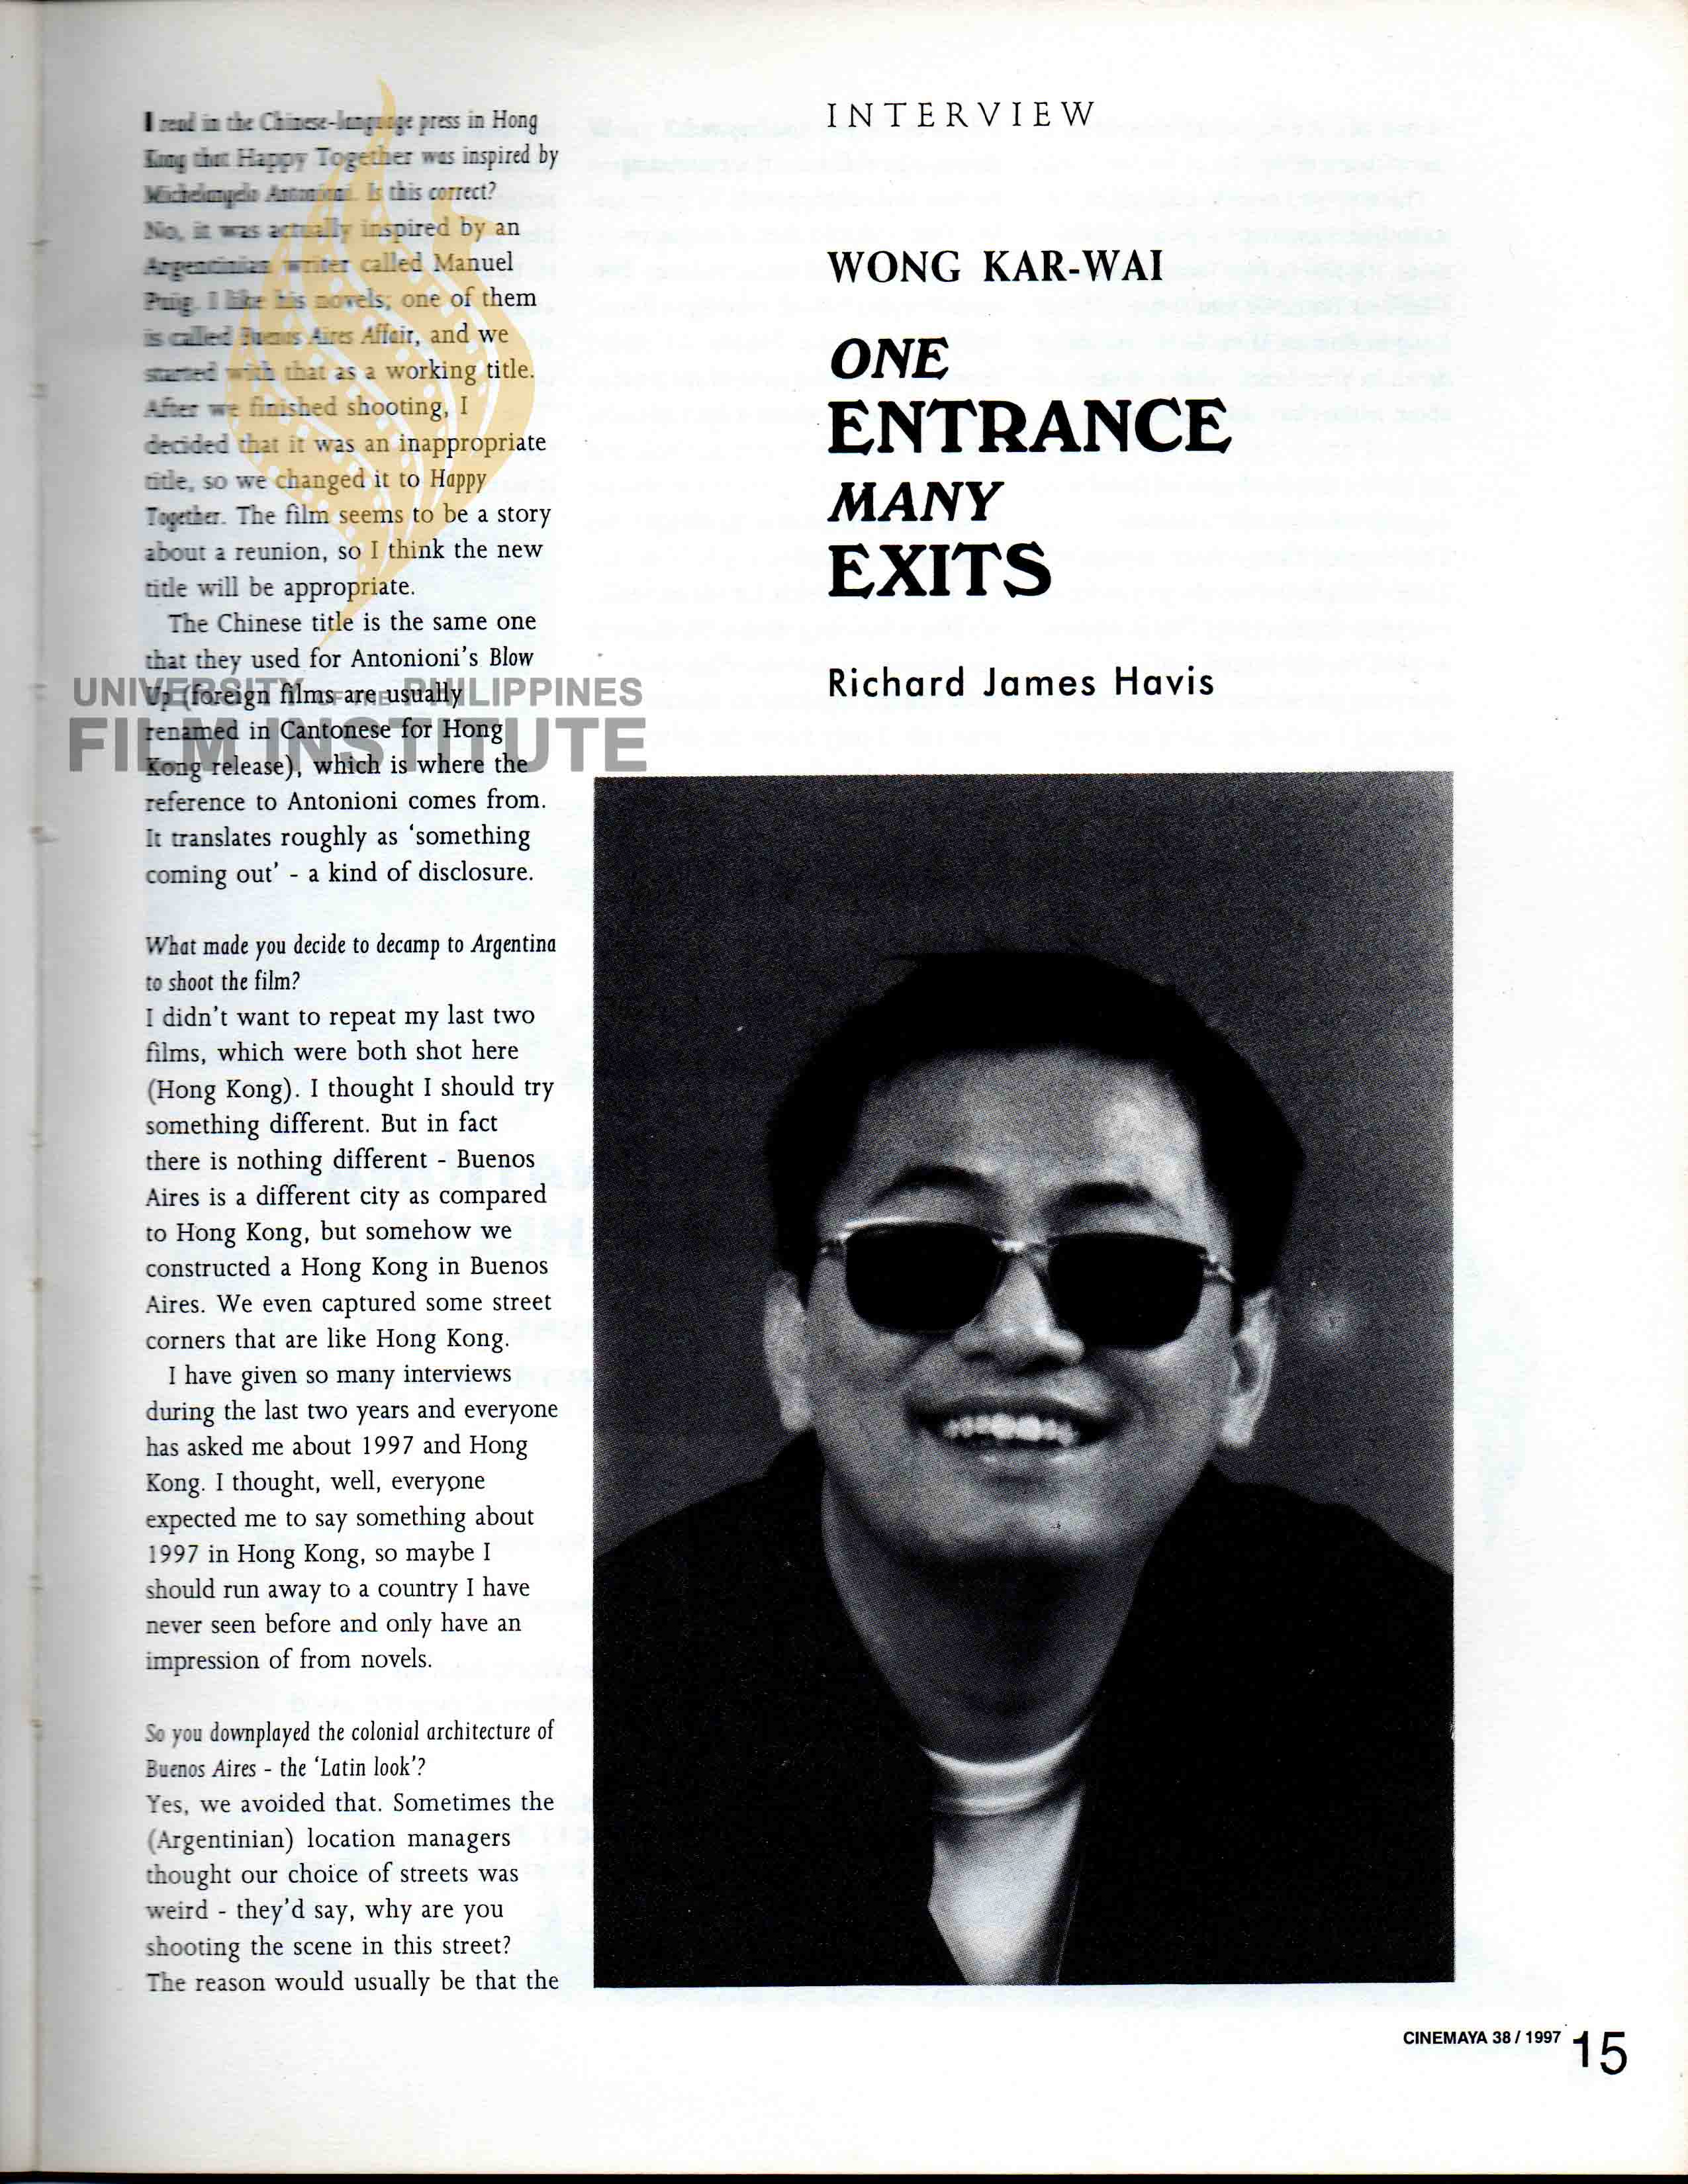 I read in the Chinese-language press in Hong
Kong that Happy Together was inspired by
Michelangelo Antonioni. Is this correct?
No, it was actually inspired by an
Argentinian writer called Manuel
Puig. I like his novels; one of them
is called Buenos Aires Affair, and we
started with that as a working title.
After we finished shooting, I
decided that it was an inappropriate
title, so we changed it to Happy
Together. The film seems to be a story
about a reunion, so I think the new
title will be appropriate.
The Chinese title is the same one
that they used for Antonioni's Blow
Up (foreign films are usually
renamed in Cantonese for Hong
Kong release), which is where the
reference to Antonioni comes from.
It translates roughly as 'something
coming out' - a kind of disclosure.
What made you decide to decamp to Argentina
to shoot the film?
I didn't want to repeat my last two
films, which were both shot here
(Hong Kong). I thought I should try
something different. But in fact
there is nothing different - Buenos
Aires is a different city as compared
to Hong Kong, but somehow we
constructed a Hong Kong in Buenos
Aires. We even captured some street
corners that are like Hong Kong.
I have given so many interviews
during the last two years and everyone
has asked me about 1997 and Hong
Kong. I thought, well, everyone
expected me to say something about
1997 in Hong Kong, so maybe I
should run away to a country I have
never seen before and only have an
impression of from novels.
So you downplayed the colonial architecture of
Buenos Aires - the 'Latin look'?
Yes, we avoided that. Sometimes the
(Argentinian) location managers
thought our choice of streets was
weird - they'd say, why are you
shooting the scene in this street?
The reason would usually be that the
INTERVIEW
WONG KAR-WAI
ONE
ENTRANCE
MANY
EXITS
Richard James Havis
UNIVERSITY OF THE PHILIPPINES
FILM INSTITUTE
CINEMAYA 38 / 1997 15